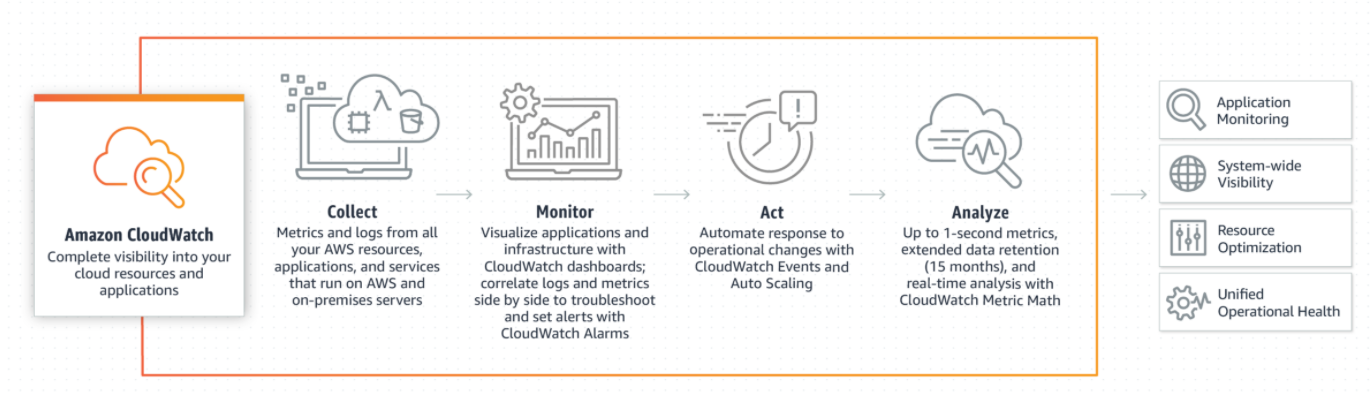 Amazon CloudWatch
Complete visibility into your
cloud resources and
applications
Collect
Metrics and logs from all
your AWS resources,
applications, and services
that run on AWS and
on-premises servers
Monitor
Visualize applications and
infrastructure with
CloudWatch dashboards;
correlate logs and metrics
side by side to troubleshoot
and set alerts with
CloudWatch Alarms
Act
Automate response to
operational changes with
CloudWatch Events and
Auto Scaling
Analyze
Up to 1-second metrics,
extended data retention
(15 months), and
real-time analysis with
CloudWatch Metric Math
Application
Monitoring
System-wide
Visibility
Resource
Optimization
Unified
Operational Health